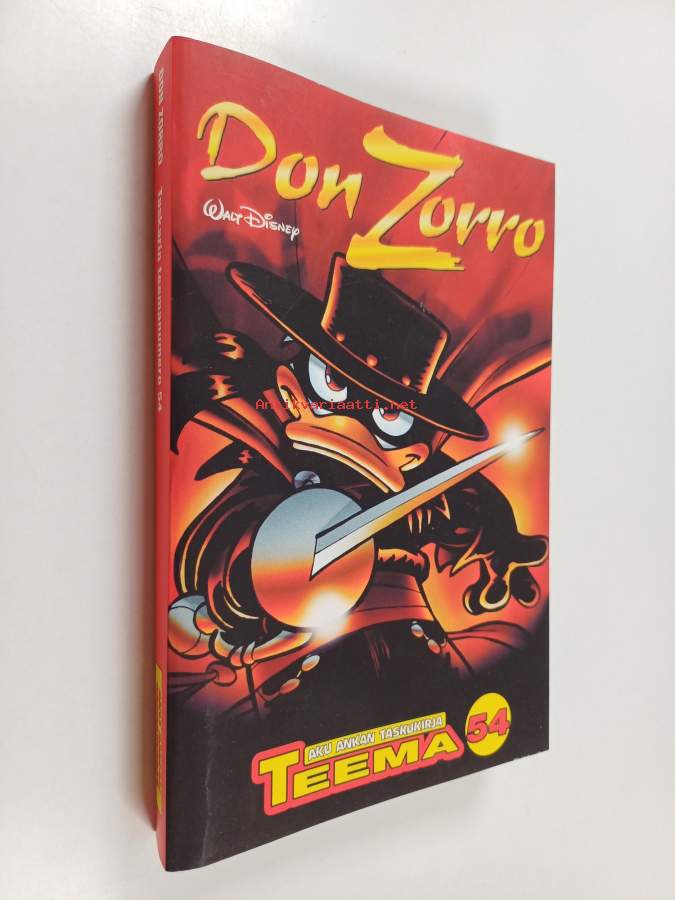 Don Zorro
WALT DISNEY
Antikvariaatti.net
AKU ANKAN TASKUKIRJA
TEEMA 54
DON ZORRO Taskarin teemanumero 54